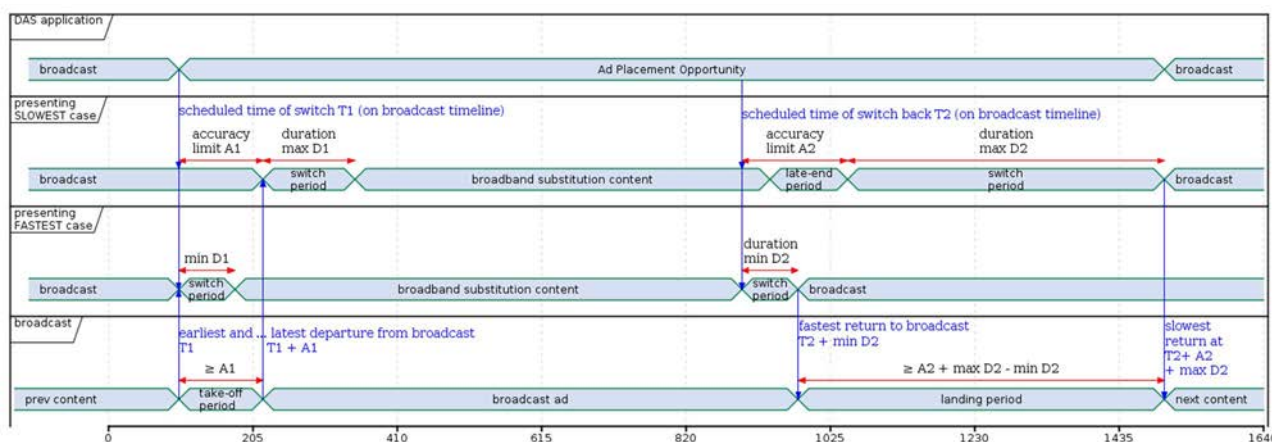 DAS application
broadcast
Ad Placement Opportunity
broadcast
presenting
SLOWEST case/
scheduled time of switch T1 (on broadcast timeline)
scheduled time of switch back T2 (on broadcast timeline)
accuracy
limit A1
duration
max D1
accuracy
limit A2
duration
max D2
broadcast
switch
period
broadband substitution content
late-end
period
switch
period
broadcast
presenting
FASTEST case/
min D1
duration
min D2
broadcast
switch
period
broadband substitution content
switch
period
broadcast
broadcast
earliest and ... latest departure from broadcast
T1
T1 + A1
fastest return to broadcast
T2 + min D2
slowest
return at
T2+ A2
+ max D2
≥ A1
≥ A2 + max D2 - min D2
prev content
take-off
period
broadcast ad
landing period
next content
0 205 410 615 820 1025 1230 1435 1640